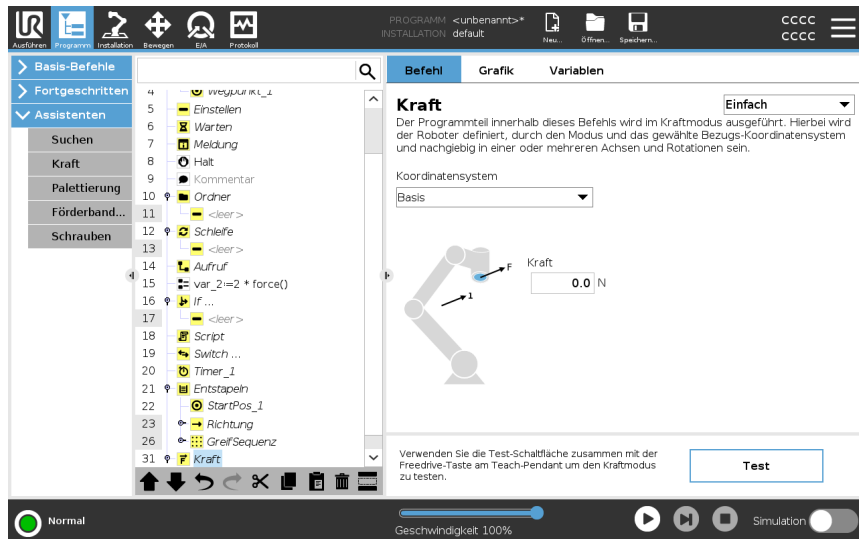 UR
Ausführen
Programm
Installation
Bewegen
E/A
Protokoll
PROGRAMM <unbenannt>*
INSTALLATION default
Neu...
Öffnen...
Speichern...
CCCC
CCCC
Basis-Befehle
Fortgeschritten
Assistenten
Suchen
Kraft
Palettierung
Förderband...
Schrauben
4 Wegpunkt_1
5 Einstellen
6 Warten
7 Meldung
8 Halt
9 Kommentar
10 Ordner
11 <leer>
12 Schleife
13 <leer>
14 Aufruf
15 var_2:=2 * force()
16 If ...
17 <leer>
18 Script
19 Switch ...
20 Timer_1
21 Entstapeln
22 StartPos_1
23 Richtung
26 GreifSequenz
31 Kraft
Befehl
Grafik
Variablen
Kraft
Einfach
Der Programmteil innerhalb dieses Befehls wird im Kraftmodus ausgeführt. Hierbei wird
der Roboter definiert, durch den Modus und das gewählte Bezugs-Koordinatensystem
und nachgiebig in einer oder mehreren Achsen und Rotationen sein.
Koordinatensystem
Basis
F
1
Kraft
0.0 N
Verwenden Sie die Test-Schaltfläche zusammen mit der
Freedrive-Taste am Teach-Pendant um den Kraftmodus
zu testen.
Test
Normal
Geschwindigkeit 100%
Simulation